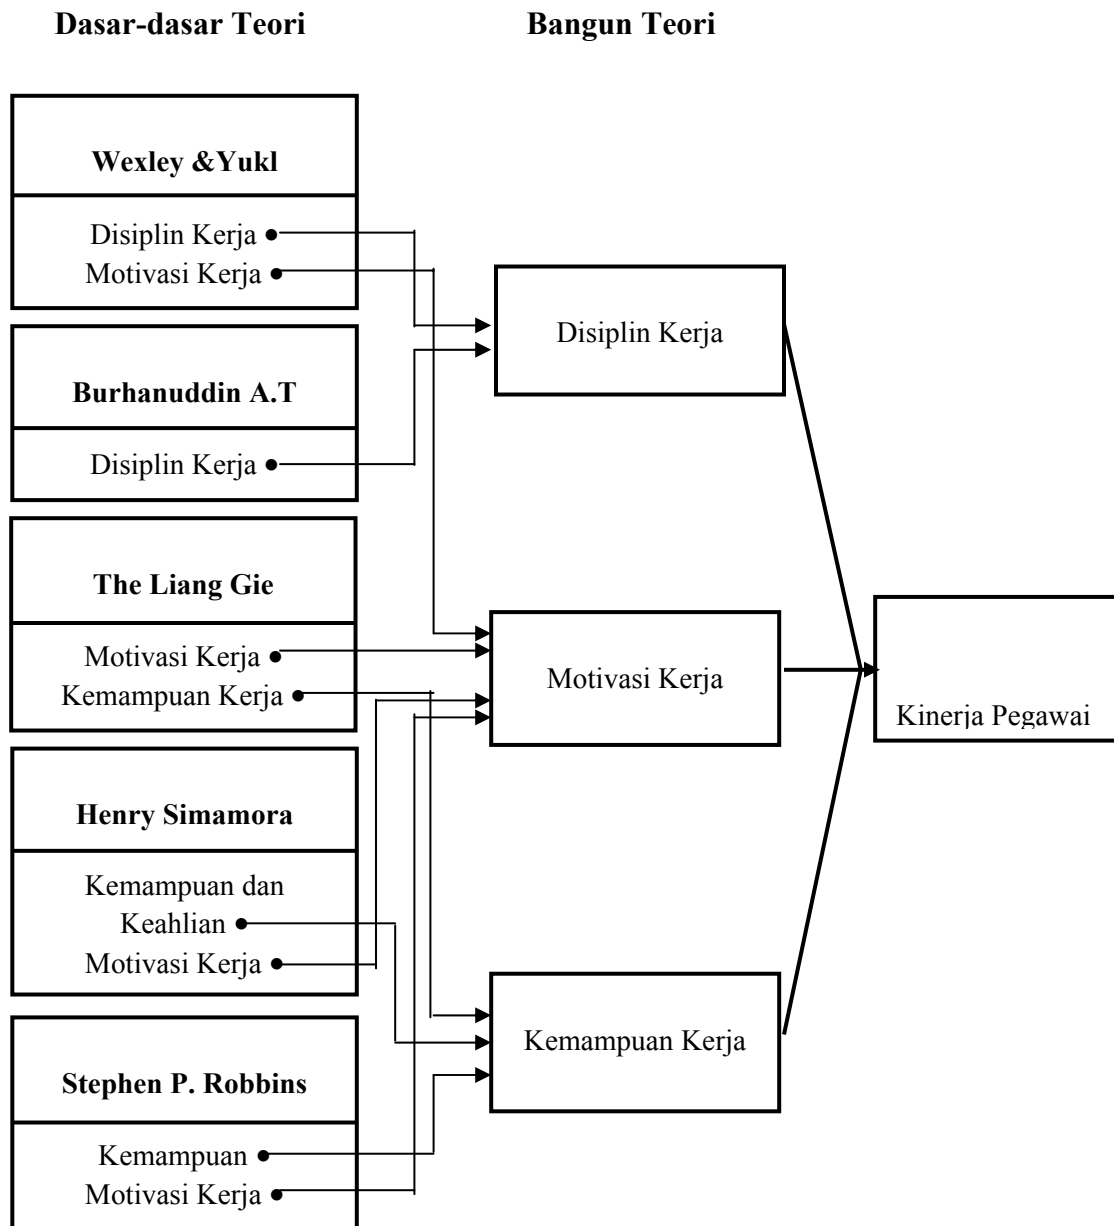 Dasar-dasar Teori
Bangun Teori
Wexley &Yukl
Disiplin Kerja ●
Motivasi Kerja ●
Burhanuddin A.T
Disiplin Kerja ●
The Liang Gie
Motivasi Kerja ●
Kemampuan Kerja ●
Henry Simamora
Kemampuan dan
Keahlian ●
Motivasi Kerja ●
Stephen P. Robbins
Kemampuan ●
Motivasi Kerja ●
Disiplin Kerja
Motivasi Kerja
Kemampuan Kerja
Kinerja Pegawai